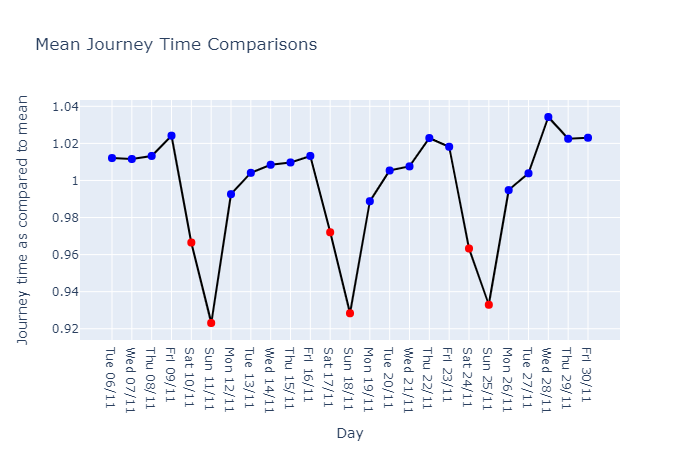 Mean Journey Time Comparisons
Journey time as compared to mean
1.04
1.02
1
0.98
0.96
0.94
0.92
Tue 06/11
Wed 07/11
Thu 08/11
Fri 09/11
Sat 10/11
Sun 11/11
Mon 12/11
Tue 13/11
Wed 14/11
Thu 15/11
Fri 16/11
Sat 17/11
Sun 18/11
Mon 19/11
Tue 20/11
Wed 21/11
Thu 22/11
Fri 23/11
Sat 24/11
Sun 25/11
Mon 26/11
Tue 27/11
Wed 28/11
Thu 29/11
Fri 30/11
Day